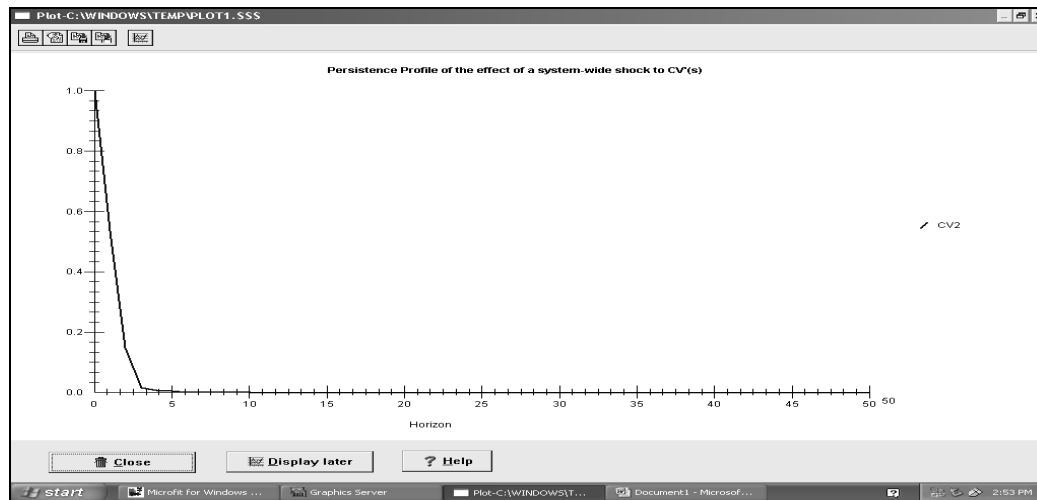 Plot-C:\WINDOWS\TEMP\PLOT1.SSS
Persistence Profile of the effect of a system-wide shock to CV'(s)
1.0
0.8
0.6
0.4
0.2
0.0
CV2
0 5 10 15 20 25 30 35 40 45 50 50
Horizon
Close Display later ? Help
start Microfit for Windows ... Graphics Server Plot-C:\WINDOWS\T... Document1 - Microsof... 2:53 PM